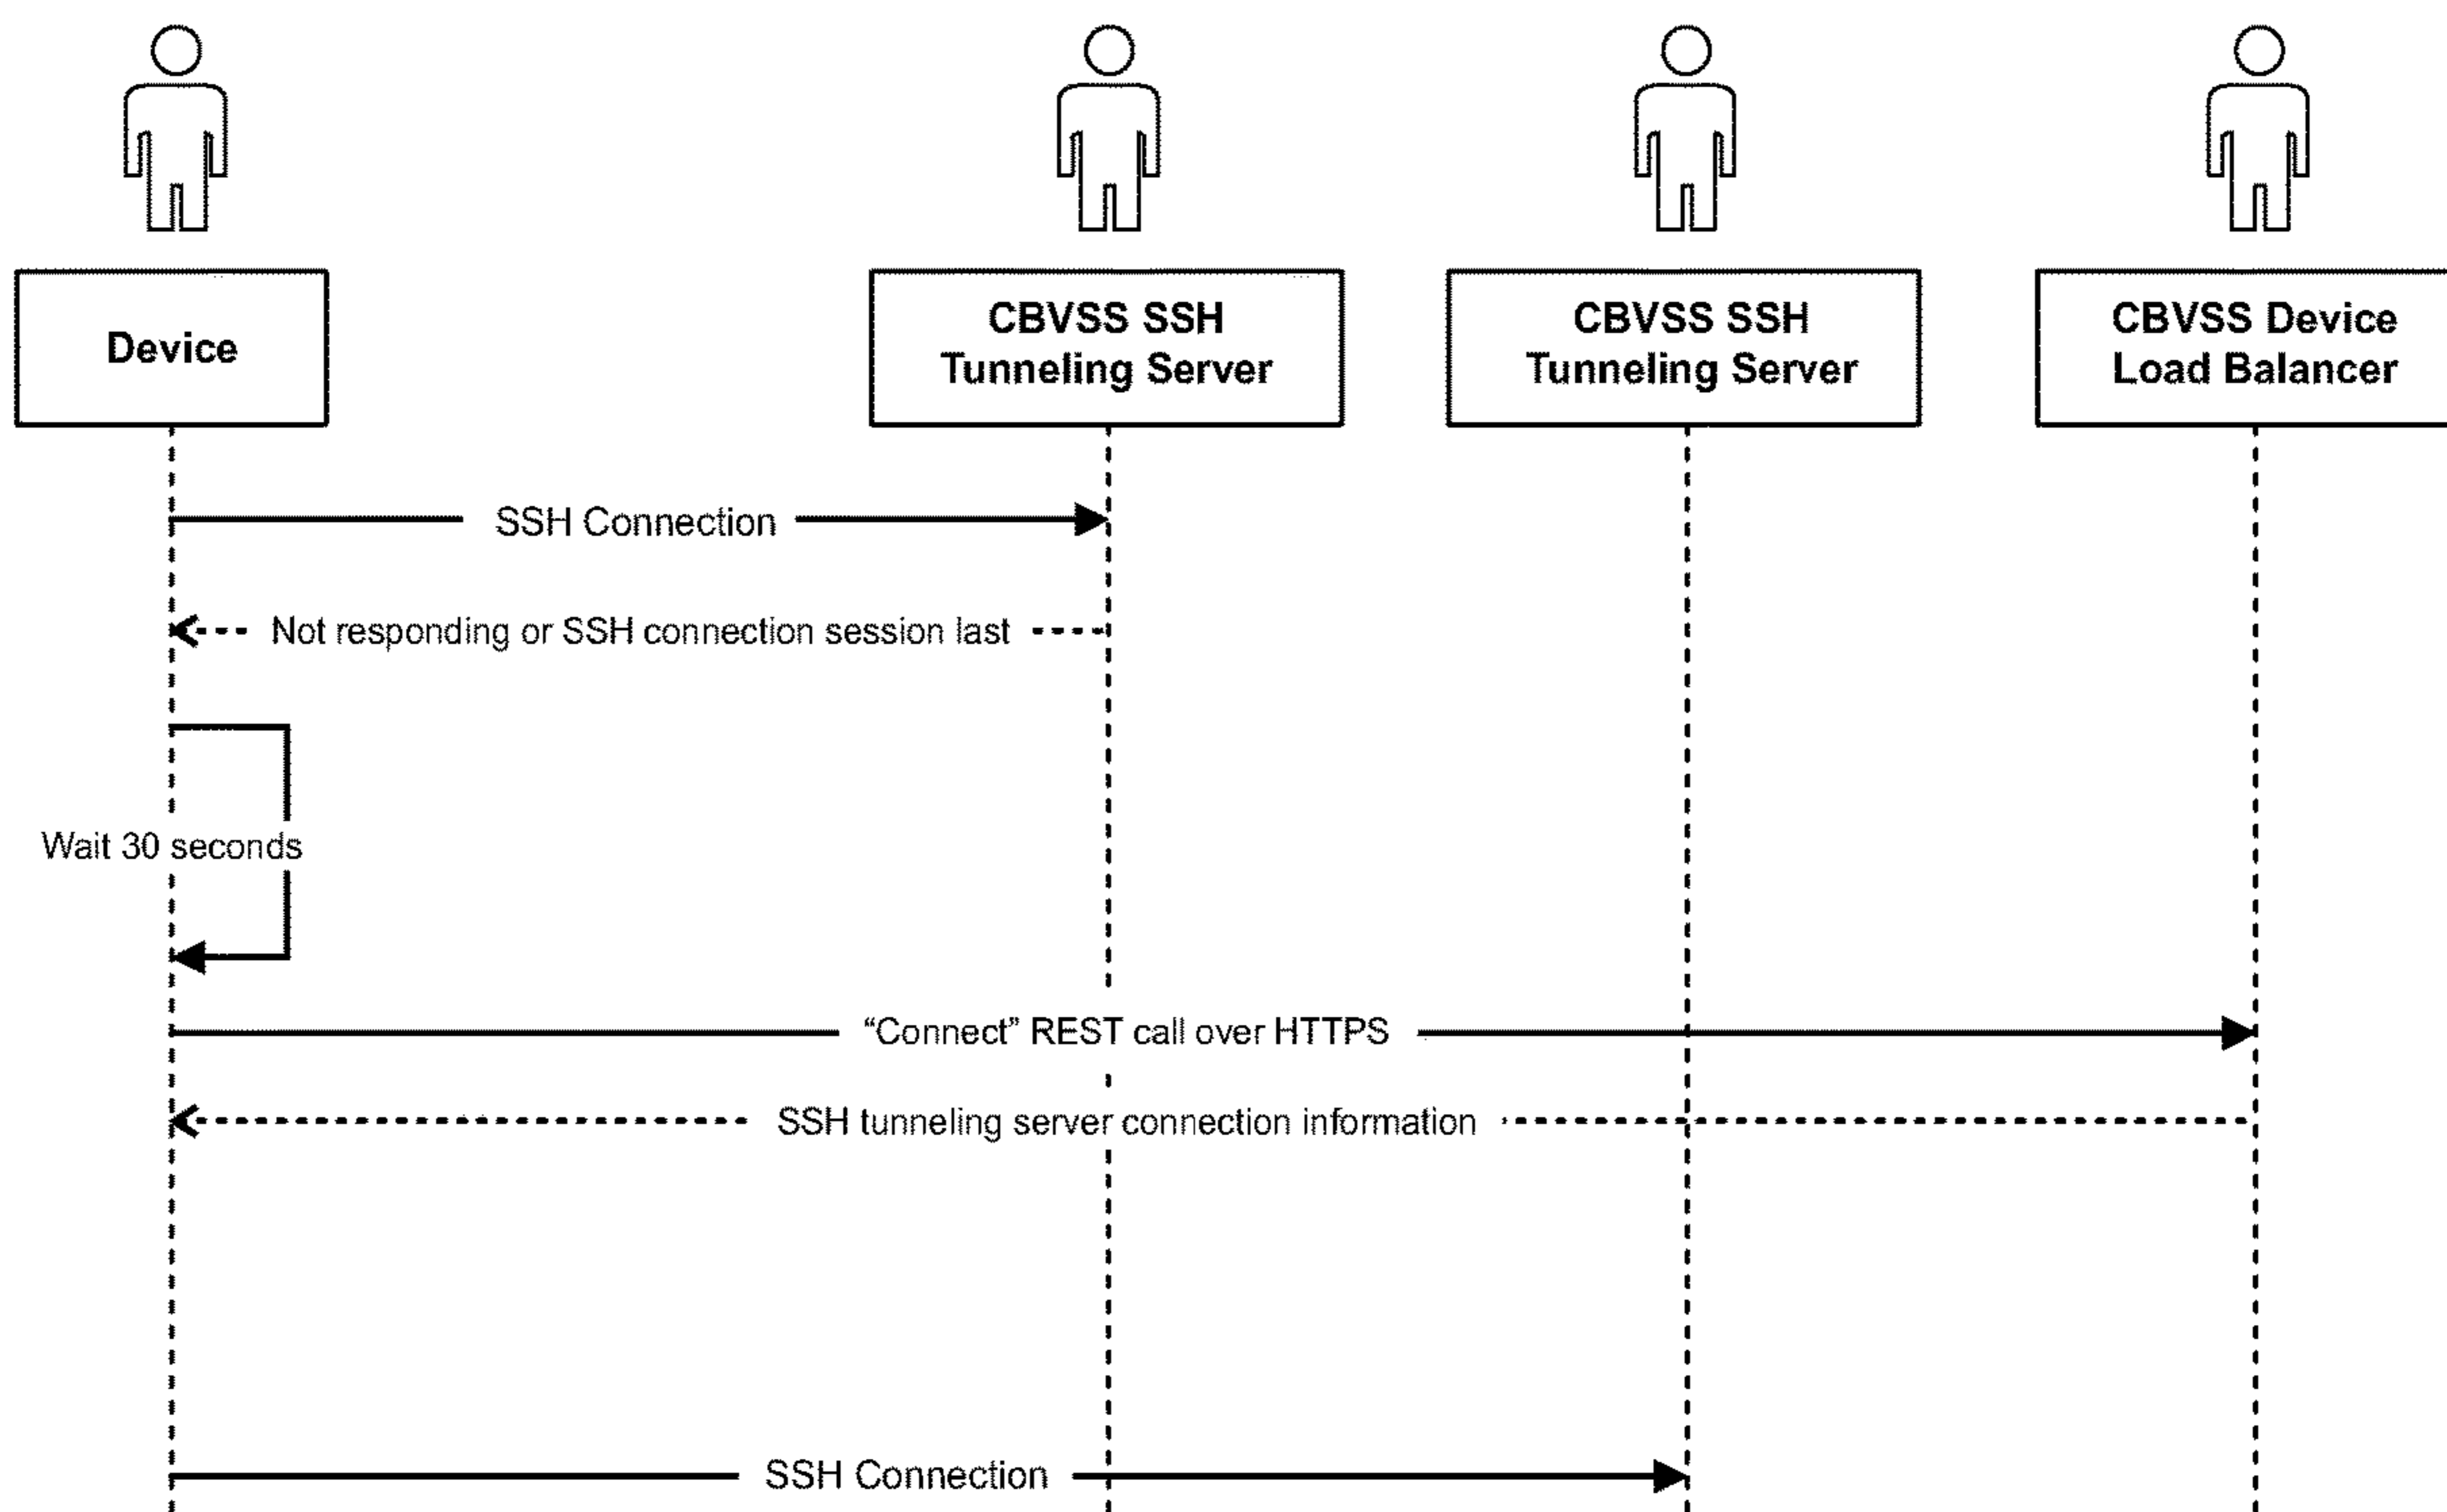 Device
CBVSS SSH
Tunneling Server
CBVSS SSH
Tunneling Server
CBVSS Device
Load Balancer
SSH Connection
Not responding or SSH connection session last
Wait 30 seconds
“Connect” REST call over HTTPS
SSH tunneling server connection information
SSH Connection